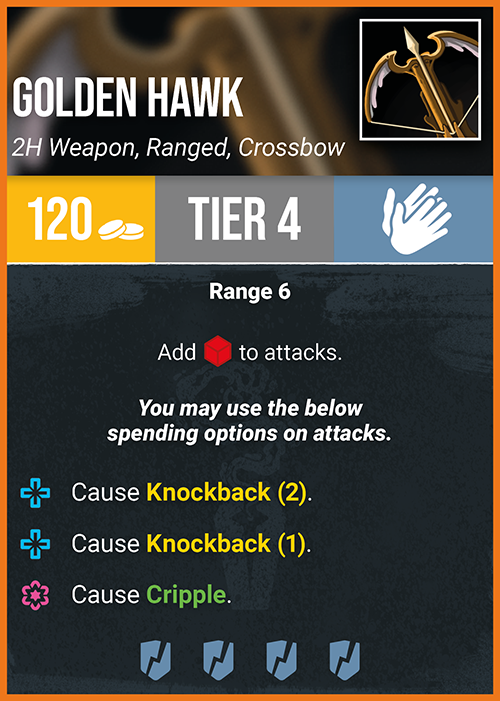 GOLDEN HAWK
2H Weapon, Ranged, Crossbow
120
TIER 4
Range 6
Add to attacks.
You may use the below
spending options on attacks.
Cause Knockback (2).
Cause Knockback (1).
Cause Cripple.